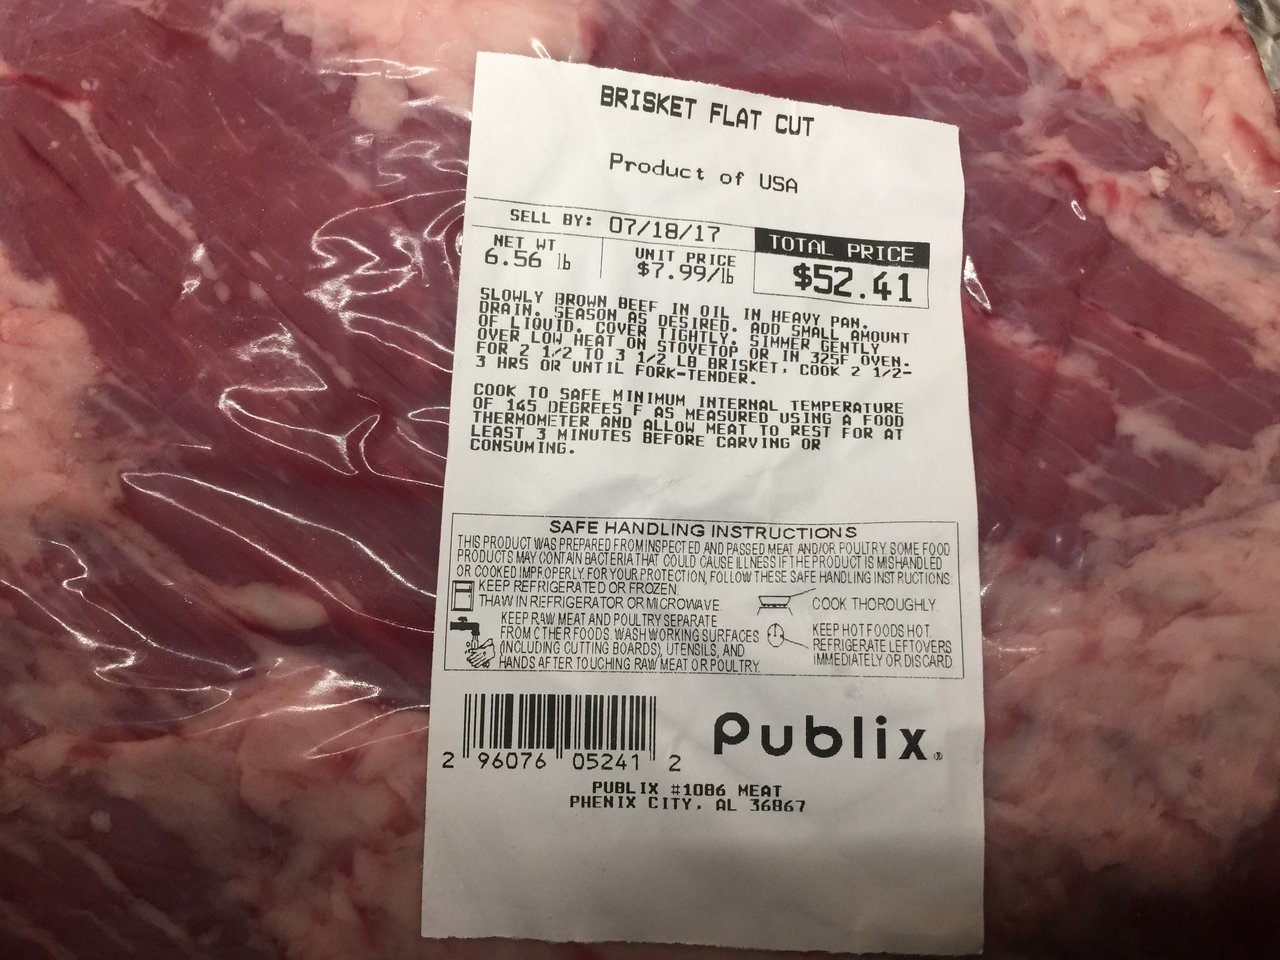 BRISKET FLAT CUT
Product of USA
SELL BY: 07/18/17
NET WT
6.56 lb
UNIT PRICE
$7.99/lb
TOTAL PRICE
$52.41
SLOWLY BROWN BEEF IN OIL IN HEAVY PAN.
DRAIN. SEASON AS DESIRED. ADD SMALL AMOUNT
OF LIQUID. COVER TIGHTLY. SIMMER GENTLY
OVER LOW HEAT ON STOVETOP OR IN 325F OVEN.
FOR 2 1/2 TO 3 1/2 LB BRISKET, COOK 2 1/2-
3 HRS OR UNTIL FORK-TENDER.
COOK TO SAFE MINIMUM INTERNAL TEMPERATURE
OF 145 DEGREES F AS MEASURED USING A FOOD
THERMOMETER AND ALLOW MEAT TO REST FOR AT
LEAST 3 MINUTES BEFORE CARVING OR
CONSUMING.
SAFE HANDLING INSTRUCTIONS
THIS PRODUCT WAS PREPARED FROM INSPECTED AND PASSED MEAT AND/OR POULTRY. SOME FOOD
PRODUCTS MAY CONTAIN BACTERIA THAT COULD CAUSE ILLNESS IF THE PRODUCT IS MISHANDLED
OR COOKED IMPROPERLY. FOR YOUR PROTECTION, FOLLOW THESE SAFE HANDLING INSTRUCTIONS.
KEEP REFRIGERATED OR FROZEN.
THAW IN REFRIGERATOR OR MICROWAVE.
KEEP RAW MEAT AND POULTRY SEPARATE
FROM OTHER FOODS. WASH WORKING SURFACES
(INCLUDING CUTTING BOARDS), UTENSILS, AND
HANDS AFTER TOUCHING RAW MEAT OR POULTRY.
COOK THOROUGHLY
KEEP HOT FOODS HOT.
REFRIGERATE LEFTOVERS
IMMEDIATELY OR DISCARD.
2 96076 05241 2
Publix®
PUBLIX #1086 MEAT
PHENIX CITY, AL 36867